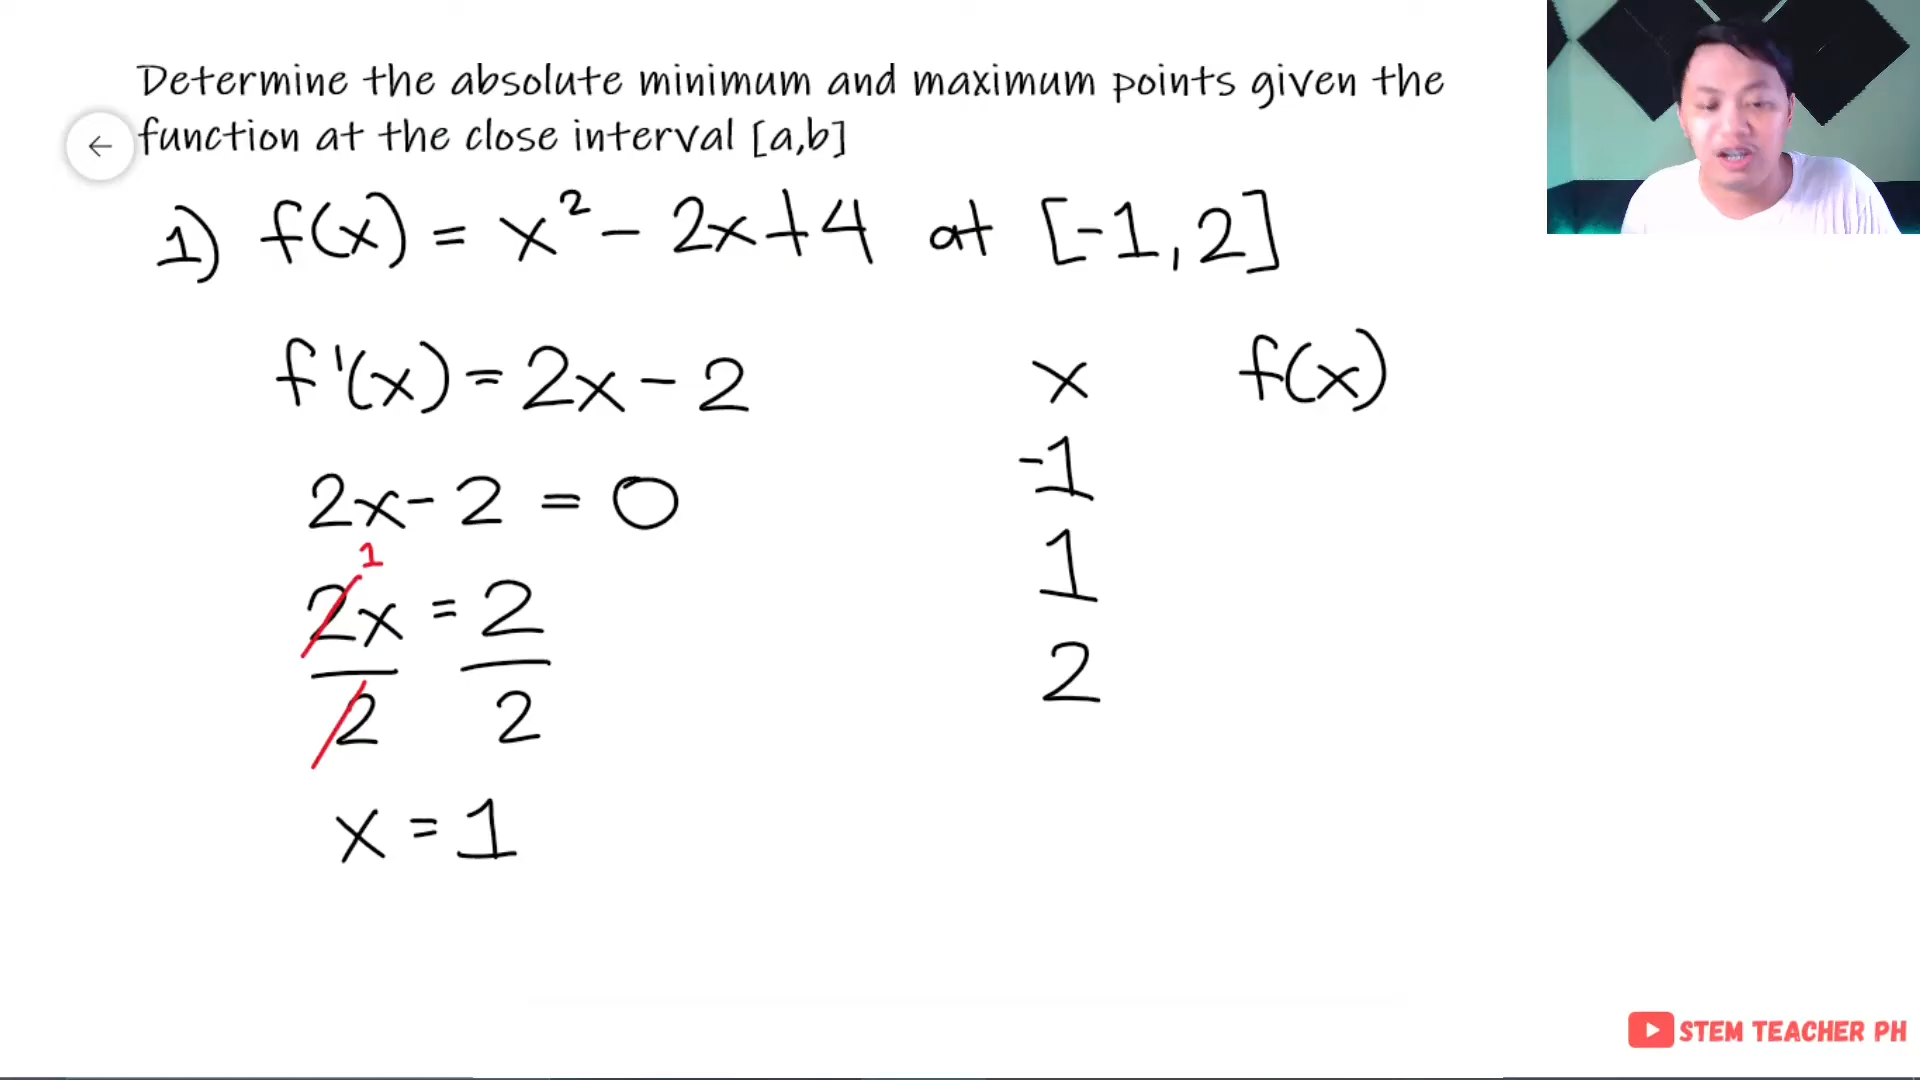 Determine the absolute minimum and maximum points given the
function at the close interval [a,b]
1) f(x) = x² - 2x+4 at [-1,2]
f'(x) = 2x - 2
x f(x)
-1
2x - 2 = 0
1
1
2x = 2
2
2 2
x = 1
STEM TEACHER PH